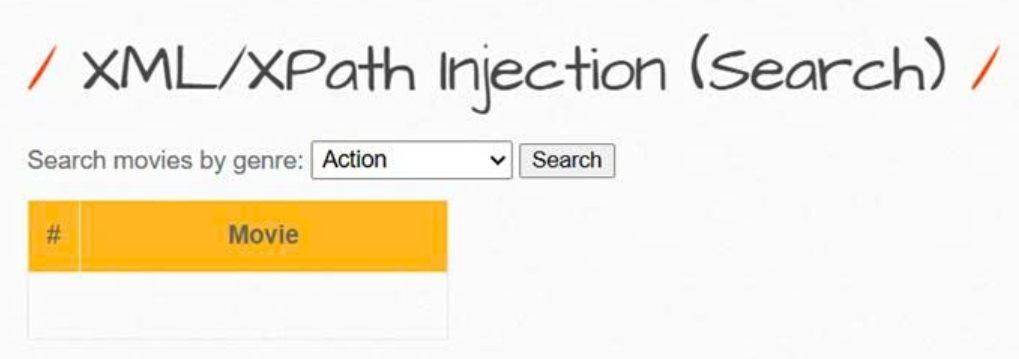 / XML/XPath Injection (Search) /
Search movies by genre: Action Search
# Movie